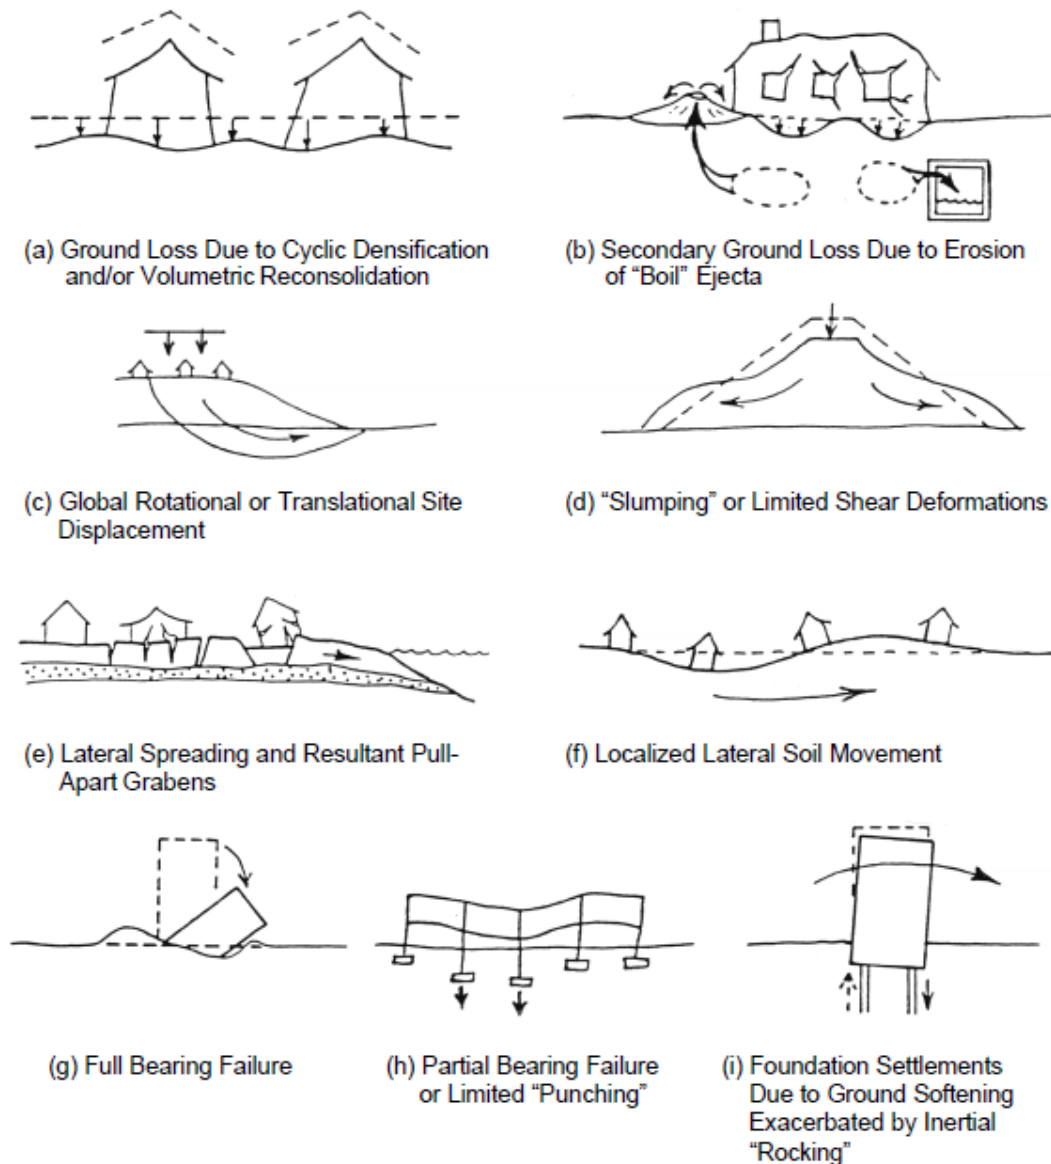 (a) Ground Loss Due to Cyclic Densification
and/or Volumetric Reconsolidation
(b) Secondary Ground Loss Due to Erosion
of “Boil” Ejecta
(c) Global Rotational or Translational Site
Displacement
(d) “Slumping” or Limited Shear Deformations
(e) Lateral Spreading and Resultant Pull-
Apart Grabens
(f) Localized Lateral Soil Movement
(g) Full Bearing Failure
(h) Partial Bearing Failure
or Limited “Punching”
(i) Foundation Settlements
Due to Ground Softening
Exacerbated by Inertial
“Rocking”